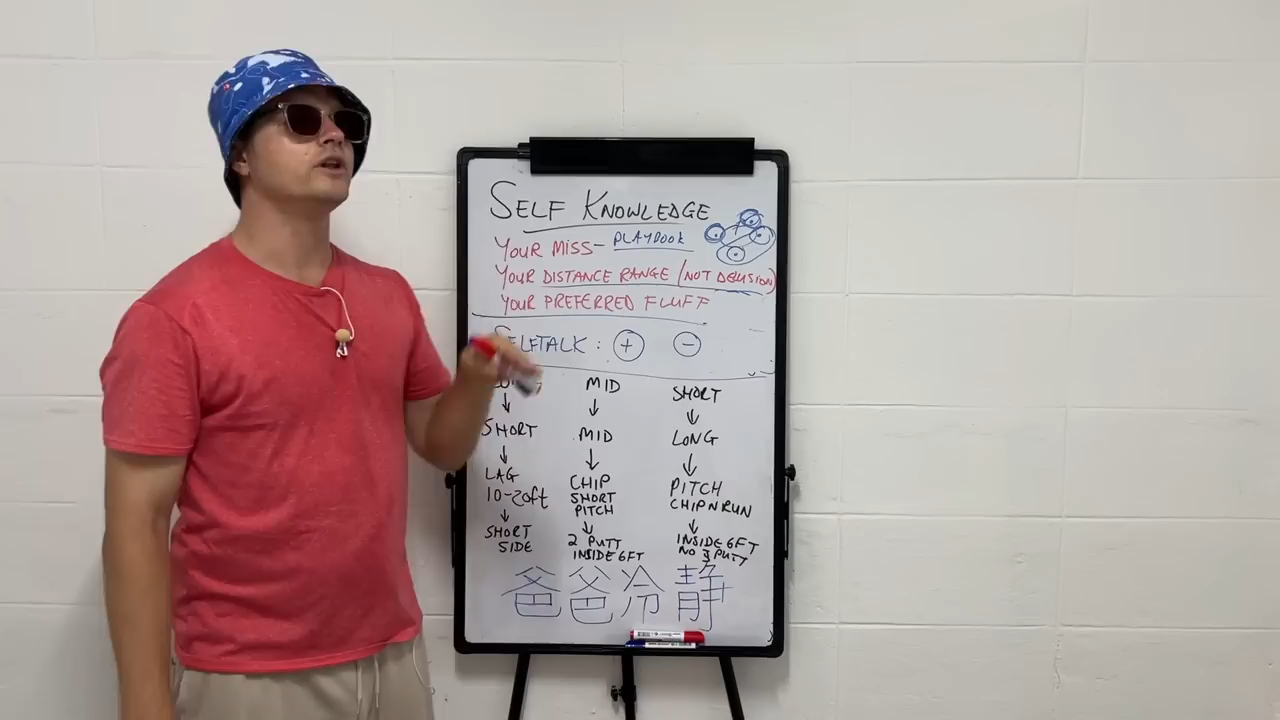 SELF KNOWLEDGE
YOUR MISS - PLAYBOOK
YOUR DISTANCE RANGE (NOT DELUSION)
YOUR PREFERRED FLUFF
SELFTALK: + -
LONG MID SHORT
↓ ↓ ↓
SHORT MID LONG
↓ ↓ ↓
LAG CHIP PITCH
10-20ft SHORT CHIPNRUN
PITCH
↓ ↓ ↓
SHORT 2 PUTT INSIDE 6FT
SIDE INSIDE 6FT NO 3 PUTT
爸爸冷静